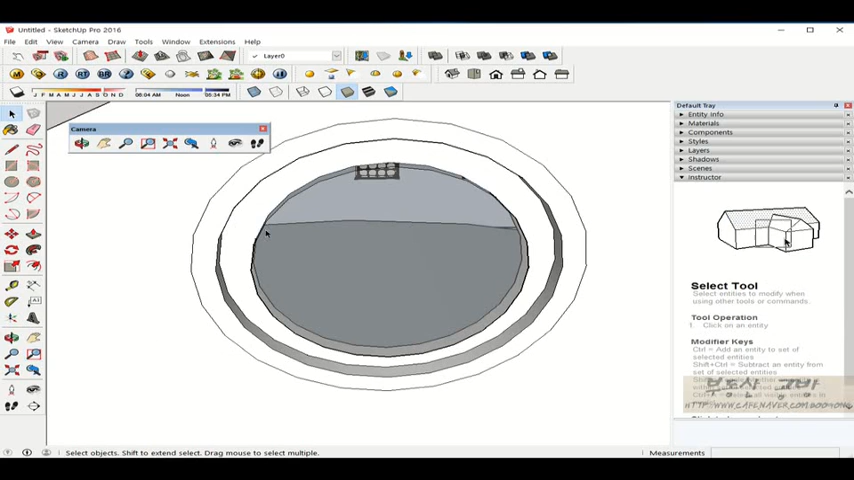 Untitled - SketchUp Pro 2016
File Edit View Camera Draw Tools Window Extensions Help
Layer0
J F M A M J J A S O N D 06:04 AM Noon 05:34 PM
Camera
Default Tray
Entity Info
Materials
Components
Styles
Layers
Shadows
Scenes
Instructor
Select Tool
Select entities to modify when
using other tools or commands.
Tool Operation
1. Click on an entity
Modifier Keys
Ctrl = Add an entity to set of
selected entities
Shift+Ctrl = Subtract an entity from
set of selected entities
Select objects. Shift to extend select. Drag mouse to select multiple.
Measurements